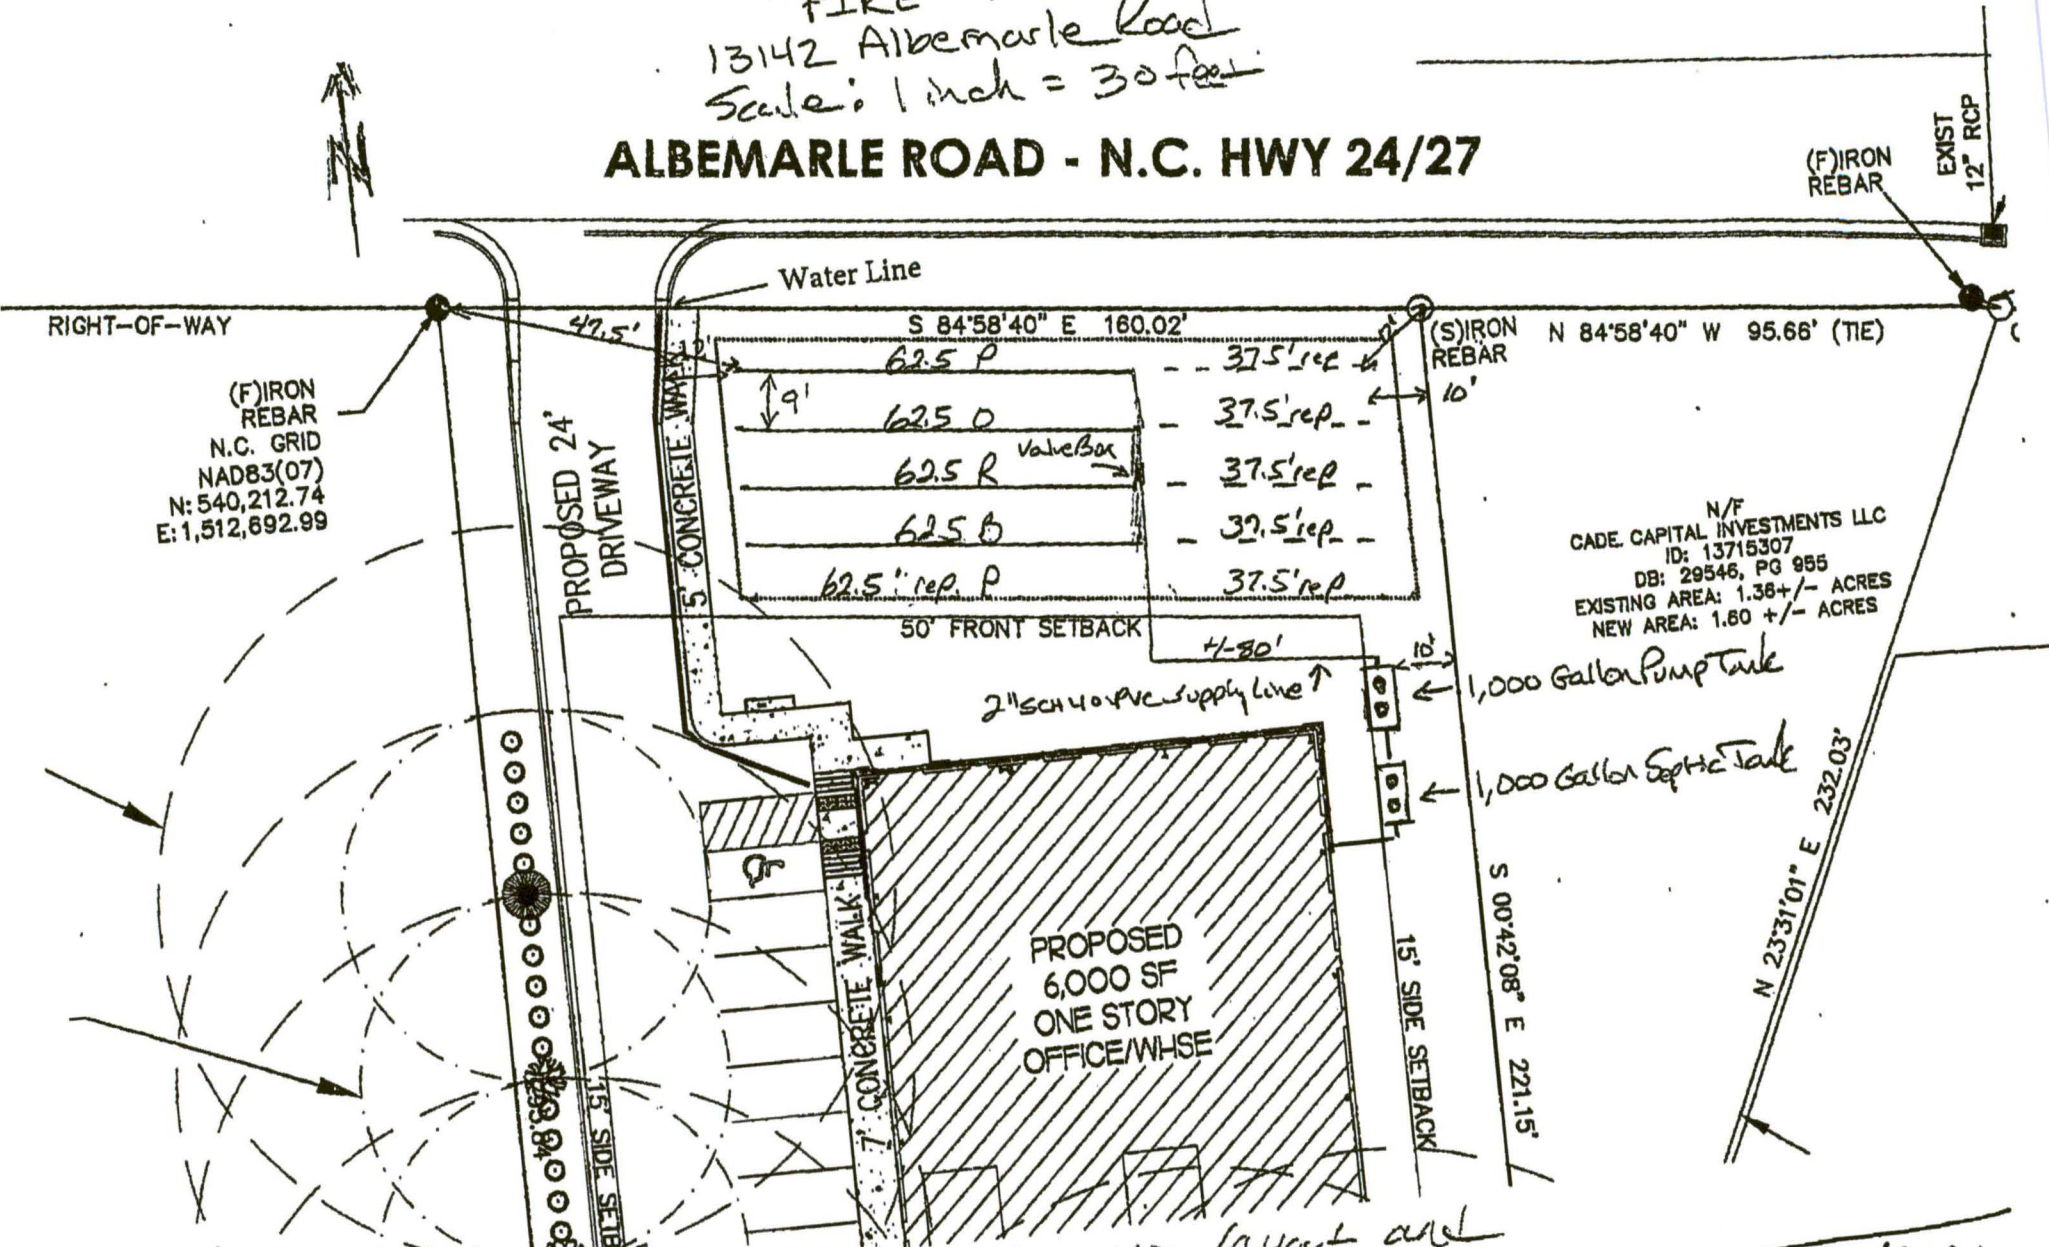 FIRE
13142 Albemarle Road
Scale: 1 inch = 30 feet
N
ALBEMARLE ROAD - N.C. HWY 24/27
EXIST
12" RCP
(F)IRON
REBAR
Water Line
RIGHT-OF-WAY
47.5'
S 84°58'40" E 160.02'
(S)IRON
REBAR
N 84°58'40" W 95.66' (TIE)
(F)IRON
REBAR
N.C. GRID
NAD83(07)
N: 540,212.74
E: 1,512,692.99
62.5 P
37.5' rep
9'
10'
62.5 O
37.5' rep
Valve Box
62.5 R
37.5' rep
62.5 B
37.5' rep
62.5' rep. P
37.5' rep
PROPOSED 24'
DRIVEWAY
5' CONCRETE WALK
50' FRONT SETBACK
N/F
CADE. CAPITAL INVESTMENTS LLC
ID: 13715307
DB: 29546, PG 955
EXISTING AREA: 1.36+/- ACRES
NEW AREA: 1.60 +/- ACRES
+/-80'
10'
1,000 Gallon Pump Tank
2" SCH 40 PVC Supply Line
1,000 Gallon Septic Tank
N 23°31'01" E 232.03'
S 00°42'08" E 221.15'
15' SIDE SETBACK
PROPOSED
6,000 SF
ONE STORY
OFFICE/WHSE
7' CONCRETE WALK
15' SIDE SETB
layout and